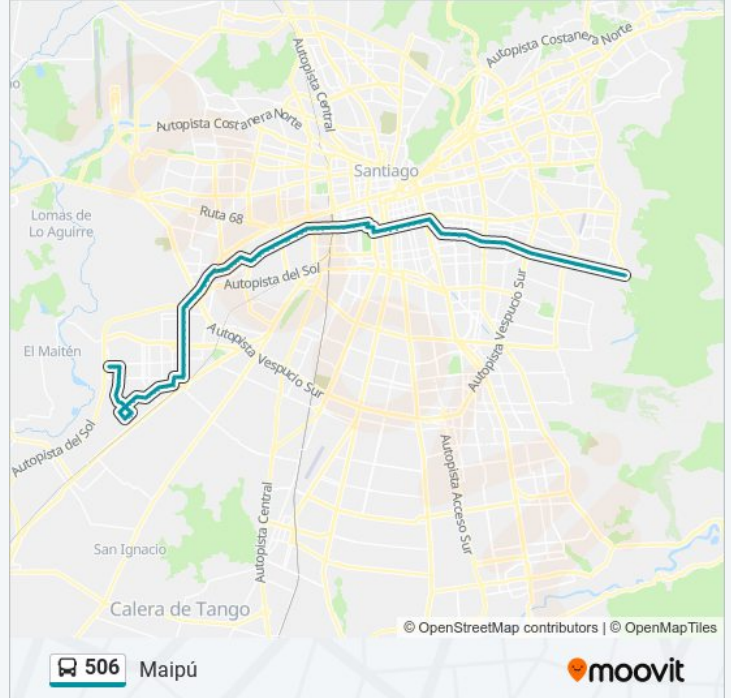 Autopista Costanera Norte
Autopista Central
Autopista Costanera Norte
Santiago
Lomas de
Lo Aguirre
Ruta 68
Autopista del Sol
Autopista Vespucio Sur
El Maitén
Autopista Vespucio Sur
Autopista del Sol
Autopista Acceso Sur
Autopista Central
San Ignacio
Calera de Tango
© OpenStreetMap contributors | © OpenMapTiles
506 Maipú
moovit